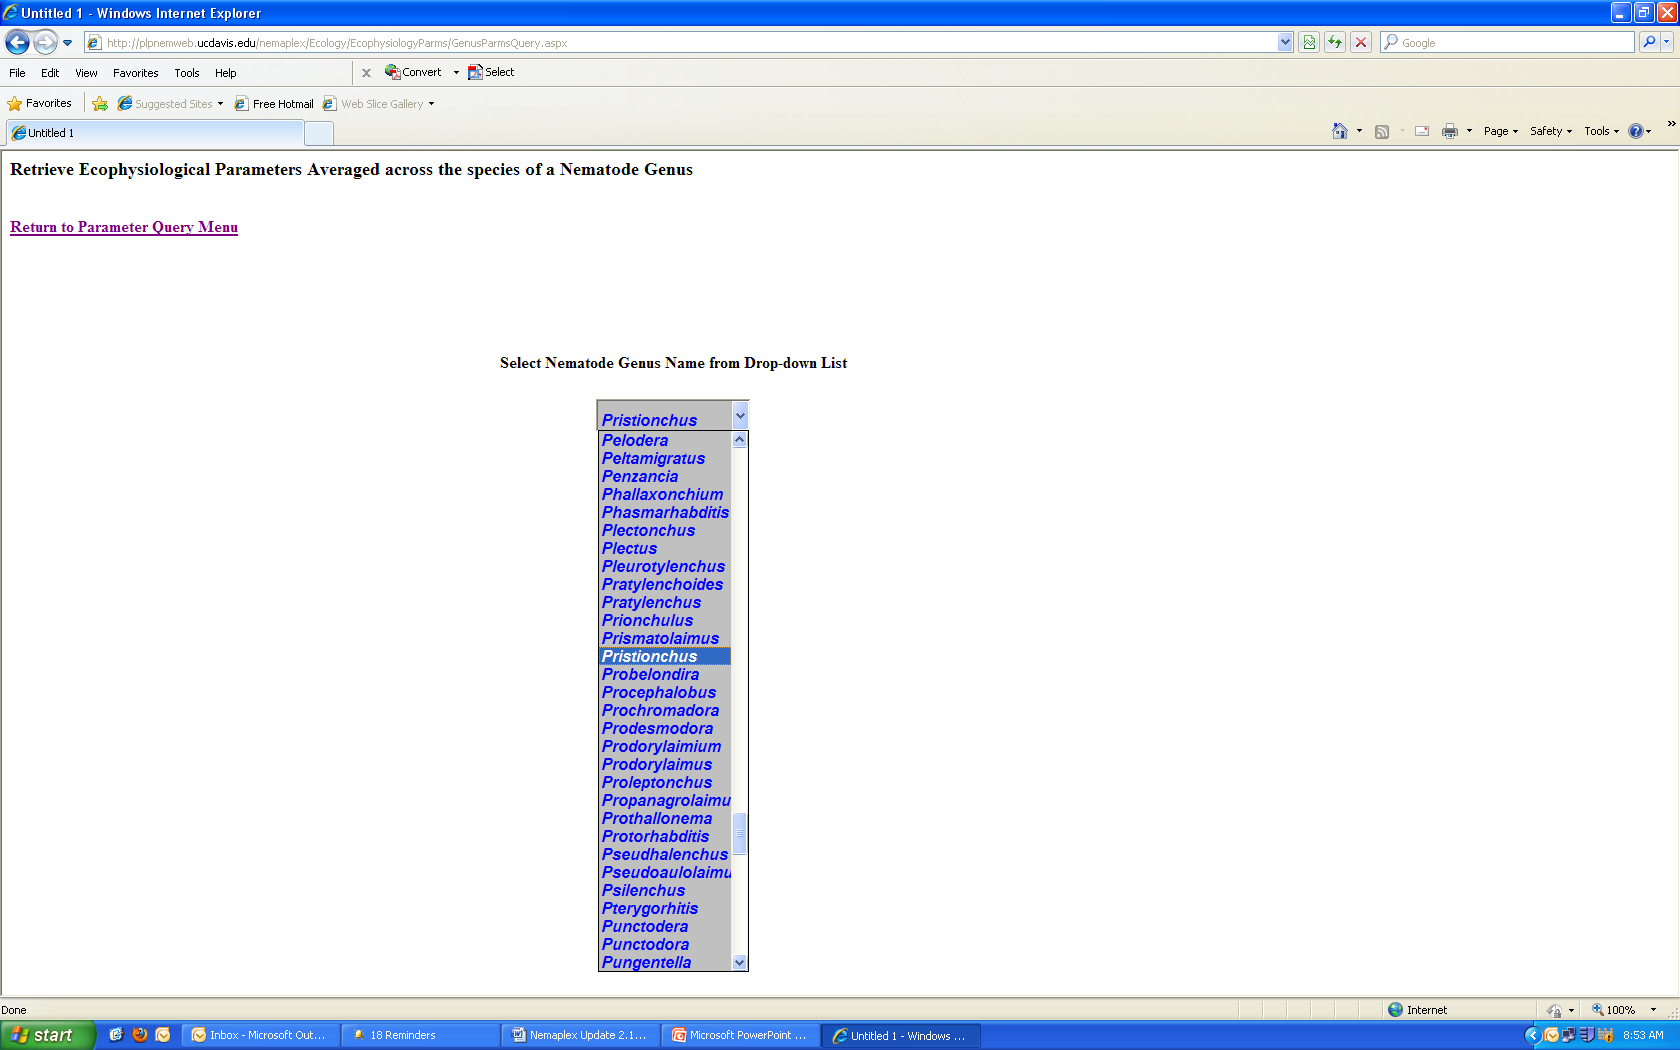 Untitled 1 - Windows Internet Explorer
http://plpnemweb.ucdavis.edu/nemaplex/Ecology/EcophysiologyParms/GenusParmsQuery.aspx
Google
File Edit View Favorites Tools Help
x Convert Select
Favorites Suggested Sites Free Hotmail Web Slice Gallery
Untitled 1
Page Safety Tools »
Retrieve Ecophysiological Parameters Averaged across the species of a Nematode Genus
Return to Parameter Query Menu
Select Nematode Genus Name from Drop-down List
Pristionchus
Pelodera
Peltamigratus
Penzancia
Phallaxonchium
Phasmarhabditis
Plectonchus
Plectus
Pleurotylenchus
Pratylenchoides
Pratylenchus
Prionchulus
Prismatolaimus
Pristionchus
Probelondira
Procephalobus
Prochromadora
Prodesmodora
Prodorylaimium
Prodorylaimus
Proleptonchus
Propanagrolaimu
Prothallonema
Protorhabditis
Pseudhalenchus
Pseudoaulolaimu
Psilenchus
Pterygorhitis
Punctodera
Punctodora
Pungentella
Done Internet 100%
start Inbox - Microsoft Out... 18 Reminders Nemaplex Update 2.1... Microsoft PowerPoint ... Untitled 1 - Windows ... 8:53 AM